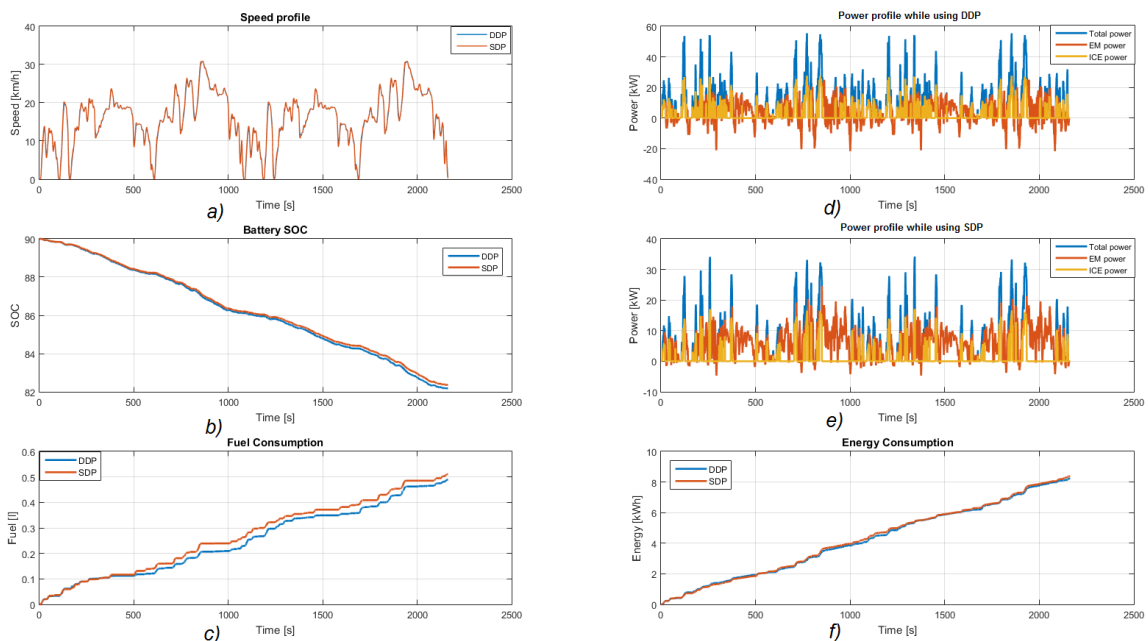 Speed profile
40
30
20
10
0
Speed [km/h]
DDP
SDP
0 500 1000 1500 2000 2500
Time [s]
a)
Battery SOC
90
88
86
84
82
SOC
DDP
SDP
0 500 1000 1500 2000 2500
Time [s]
b)
Fuel Consumption
0.6
0.5
0.4
0.3
0.2
0.1
0
Fuel [l]
DDP
SDP
0 500 1000 1500 2000 2500
Time [s]
c)
Power profile while using DDP
60
40
20
0
-20
-40
Power [kW]
Total power
EM power
ICE power
0 500 1000 1500 2000 2500
Time [s]
d)
Power profile while using SDP
40
30
20
10
0
-10
Power [kW]
Total power
EM power
ICE power
0 500 1000 1500 2000 2500
Time [s]
e)
Energy Consumption
10
8
6
4
2
0
Energy [kWh]
DDP
SDP
0 500 1000 1500 2000 2500
Time [s]
f)